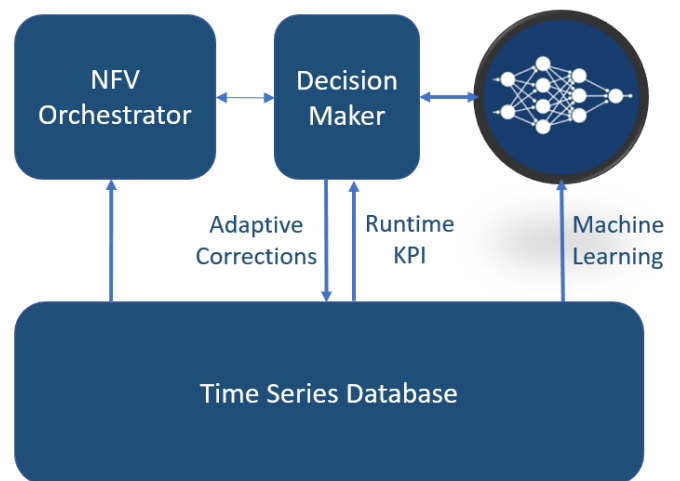 NFV
Orchestrator
Decision
Maker
Adaptive
Corrections
Runtime
KPI
Machine
Learning
Time Series Database